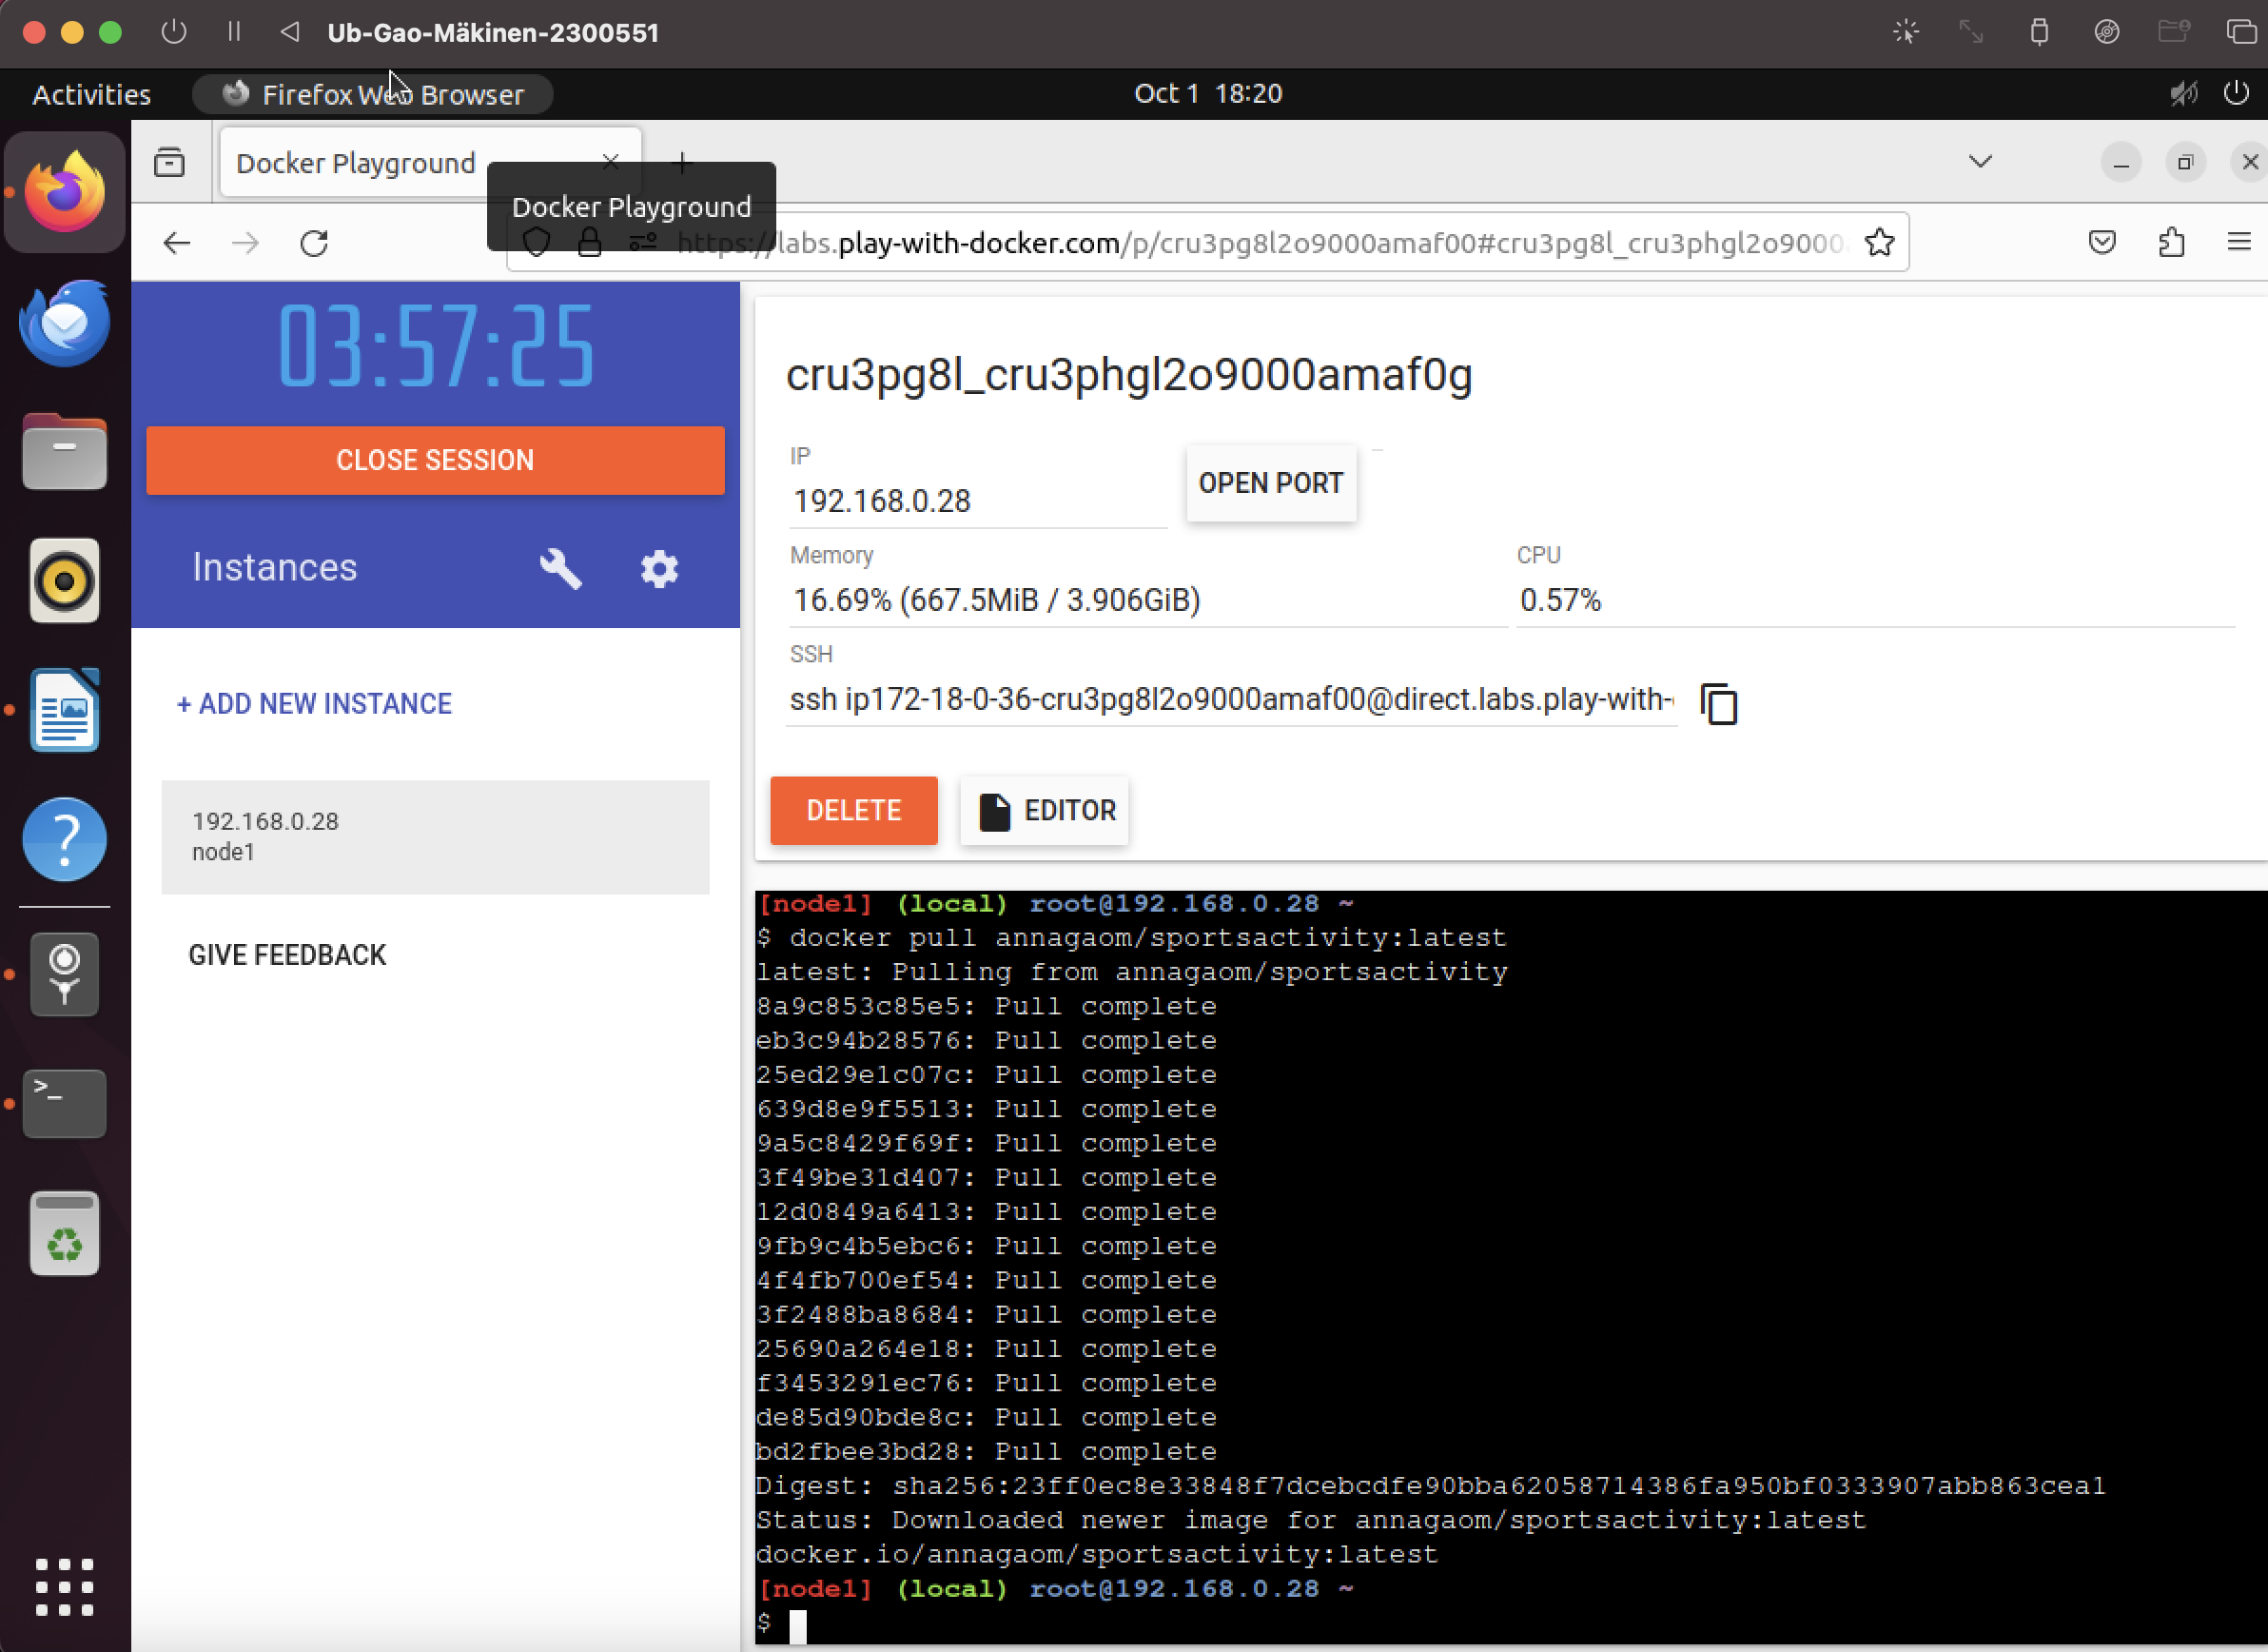 Ub-Gao-Mäkinen-2300551
Activities
Firefox Web Browser
Oct 1 18:20
Docker Playground
Docker Playground
https://labs.play-with-docker.com/p/cru3pg8l2o9000amaf00#cru3pg8l_cru3phgl2o9000
03:57:25
CLOSE SESSION
Instances
+ ADD NEW INSTANCE
192.168.0.28
node1
GIVE FEEDBACK
cru3pg8l_cru3phgl2o9000amaf0g
IP
192.168.0.28
OPEN PORT
Memory
16.69% (667.5MiB / 3.906GiB)
CPU
0.57%
SSH
ssh ip172-18-0-36-cru3pg8l2o9000amaf00@direct.labs.play-with-
DELETE
EDITOR
[node1] (local) root@192.168.0.28 ~
$ docker pull annagaom/sportsactivity:latest
latest: Pulling from annagaom/sportsactivity
8a9c853c85e5: Pull complete
eb3c94b28576: Pull complete
25ed29e1c07c: Pull complete
639d8e9f5513: Pull complete
9a5c8429f69f: Pull complete
3f49be31d407: Pull complete
12d0849a6413: Pull complete
9fb9c4b5ebc6: Pull complete
4f4fb700ef54: Pull complete
3f2488ba8684: Pull complete
25690a264e18: Pull complete
f3453291ec76: Pull complete
de85d90bde8c: Pull complete
bd2fbee3bd28: Pull complete
Digest: sha256:23ff0ec8e33848f7dcebcdfe90bba62058714386fa950bf0333907abb863cea1
Status: Downloaded newer image for annagaom/sportsactivity:latest
docker.io/annagaom/sportsactivity:latest
[node1] (local) root@192.168.0.28 ~
$